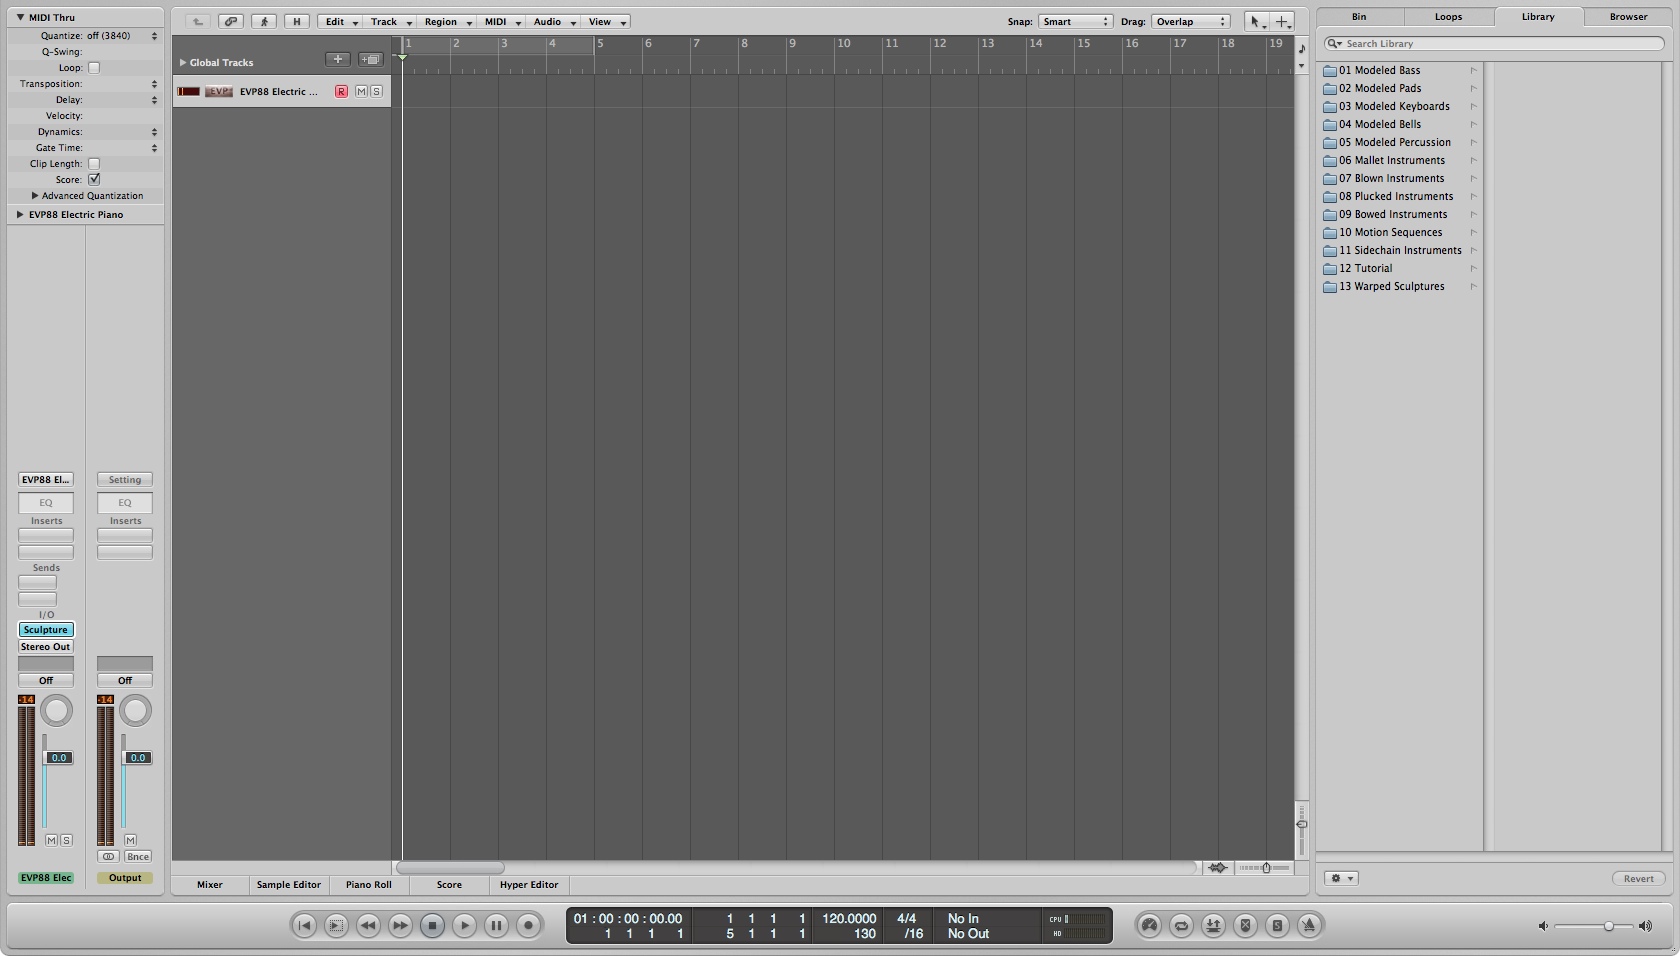 MIDI Thru
Quantize: off (3840)
Q-Swing:
Loop:
Transposition:
Delay:
Velocity:
Dynamics:
Gate Time:
Clip Length:
Score:
Advanced Quantization
EVP88 Electric Piano
EVP88 El... Setting
EQ EQ
Inserts Inserts
Sends
I/O
Sculpture
Stereo Out
Off Off
-14 -14
0.0 0.0
M S M
Bnce
EVP88 Elec Output
H Edit Track Region MIDI Audio View Snap: Smart Drag: Overlap
1 2 3 4 5 6 7 8 9 10 11 12 13 14 15 16 17 18 19
Global Tracks
EVP EVP88 Electric ... R M S
Mixer Sample Editor Piano Roll Score Hyper Editor
Bin Loops Library Browser
Search Library
01 Modeled Bass
02 Modeled Pads
03 Modeled Keyboards
04 Modeled Bells
05 Modeled Percussion
06 Mallet Instruments
07 Blown Instruments
08 Plucked Instruments
09 Bowed Instruments
10 Motion Sequences
11 Sidechain Instruments
12 Tutorial
13 Warped Sculptures
Revert
01 : 00 : 00 : 00.00 1 1 1 1 120.0000 4/4 No In CPU
1 1 1 1 5 1 1 1 130 /16 No Out HD
S